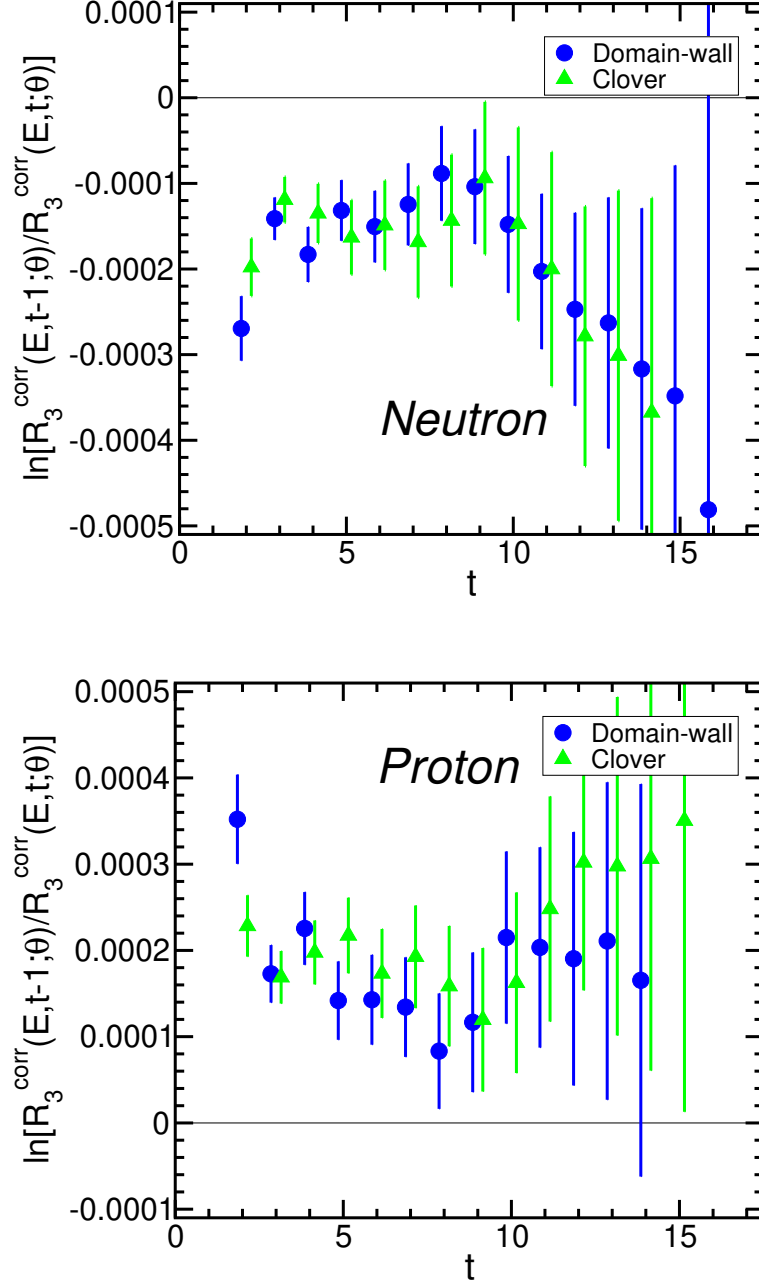 0.0001
0
-0.0001
-0.0002
-0.0003
-0.0004
-0.0005
ln[R₃ᶜᵒʳʳ(E,t-1;θ)/R₃ᶜᵒʳʳ(E,t;θ)]
Domain-wall
Clover
Neutron
0 5 10 15
t
0.0005
0.0004
0.0003
0.0002
0.0001
0
-0.0001
ln[R₃ᶜᵒʳʳ(E,t-1;θ)/R₃ᶜᵒʳʳ(E,t;θ)]
Domain-wall
Clover
Proton
0 5 10 15
t